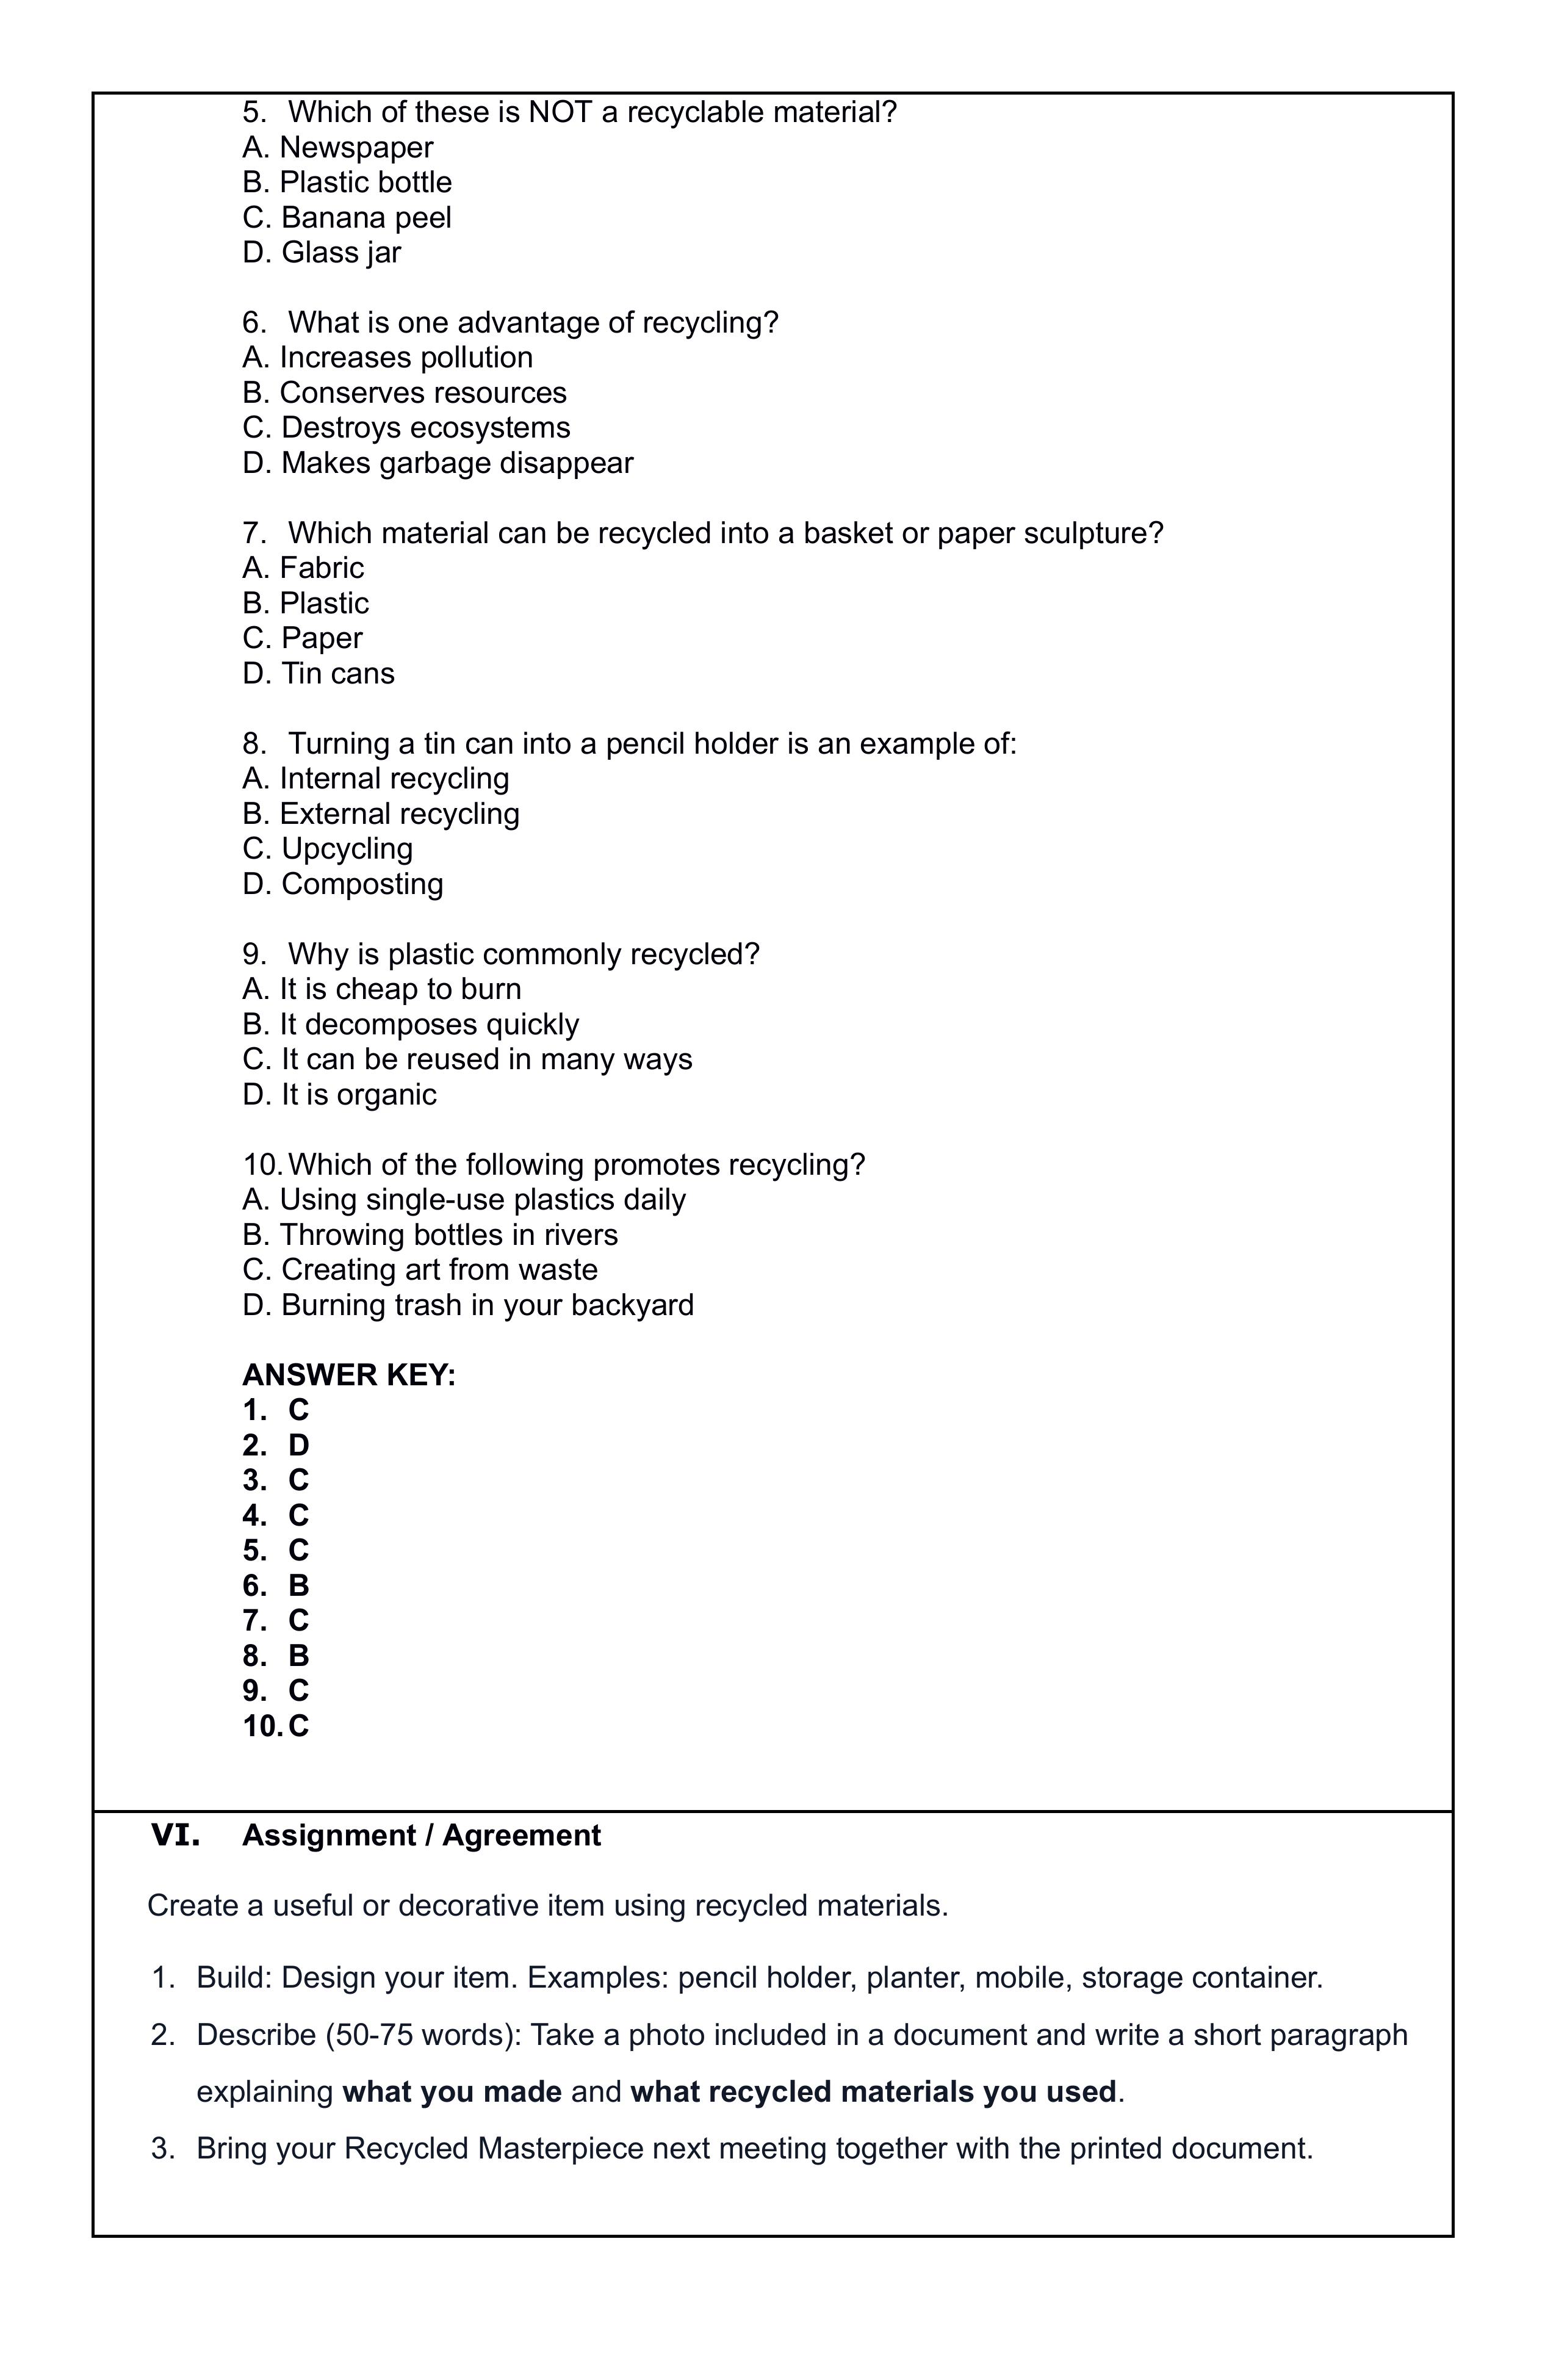 5. Which of these is NOT a recyclable material?
A. Newspaper
B. Plastic bottle
C. Banana peel
D. Glass jar
6. What is one advantage of recycling?
A. Increases pollution
B. Conserves resources
C. Destroys ecosystems
D. Makes garbage disappear
7. Which material can be recycled into a basket or paper sculpture?
A. Fabric
B. Plastic
C. Paper
D. Tin cans
8. Turning a tin can into a pencil holder is an example of:
A. Internal recycling
B. External recycling
C. Upcycling
D. Composting
9. Why is plastic commonly recycled?
A. It is cheap to burn
B. It decomposes quickly
C. It can be reused in many ways
D. It is organic
10. Which of the following promotes recycling?
A. Using single-use plastics daily
B. Throwing bottles in rivers
C. Creating art from waste
D. Burning trash in your backyard
ANSWER KEY:
1. C
2. D
3. C
4. C
5. C
6. B
7. C
8. B
9. C
10. C
VI. Assignment / Agreement
Create a useful or decorative item using recycled materials.
1. Build: Design your item. Examples: pencil holder, planter, mobile, storage container.
2. Describe (50-75 words): Take a photo included in a document and write a short paragraph
explaining what you made and what recycled materials you used.
3. Bring your Recycled Masterpiece next meeting together with the printed document.